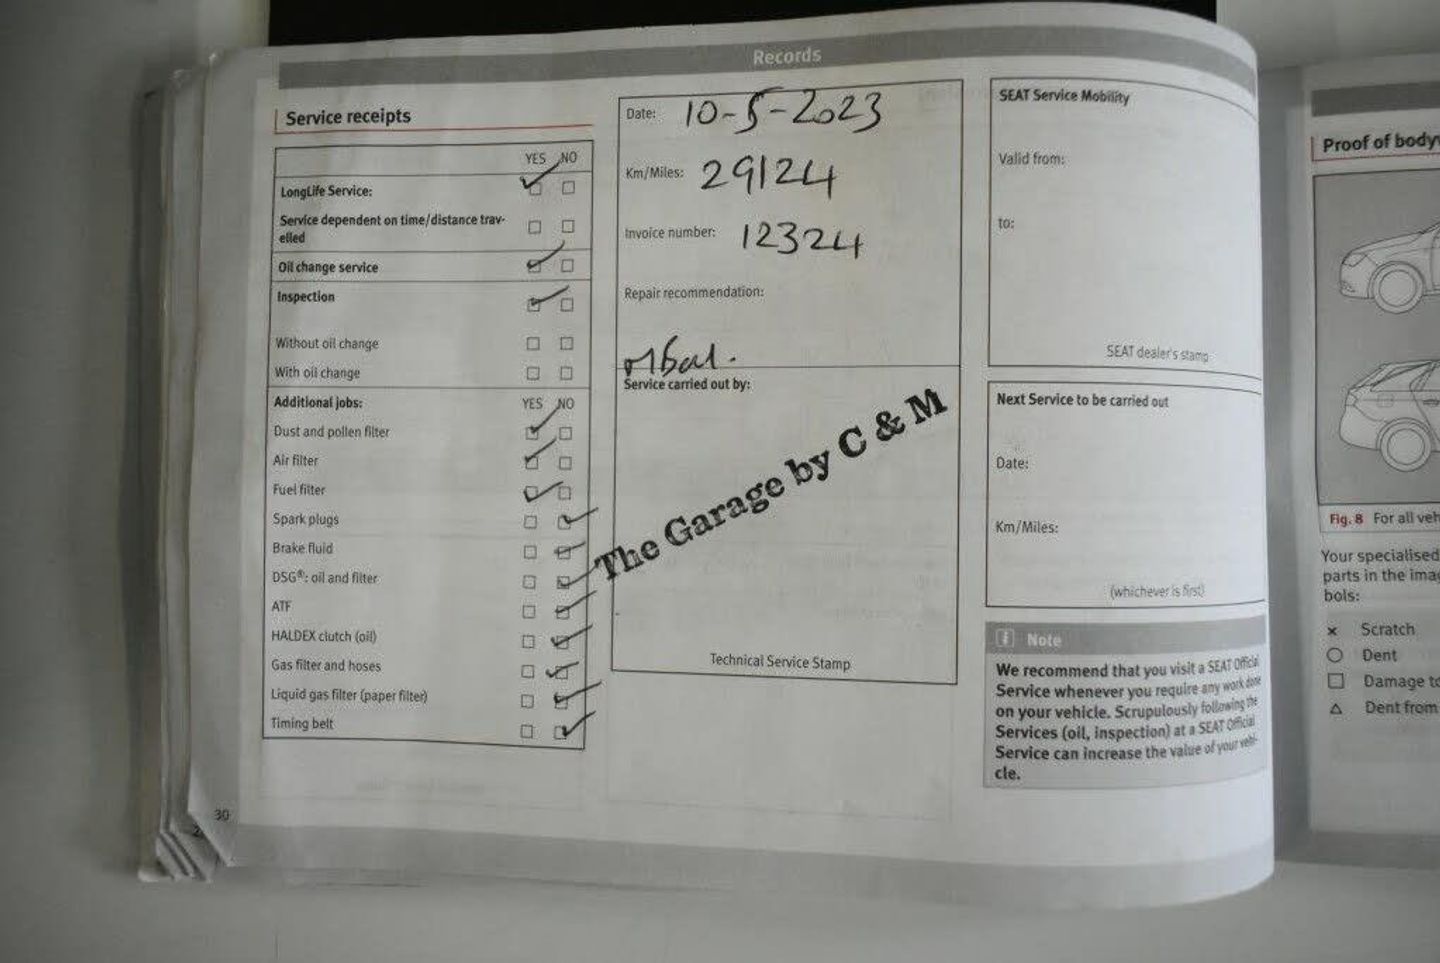 Records
Service receipts
YES NO
LongLife Service:
Service dependent on time/distance trav-
elled
Oil change service
Inspection
Without oil change
With oil change
Additional jobs: YES NO
Dust and pollen filter
Air filter
Fuel filter
Spark plugs
Brake fluid
DSG®: oil and filter
ATF
HALDEX clutch (oil)
Gas filter and hoses
Liquid gas filter (paper filter)
Timing belt
30
Date: 10-5-2023
Km/Miles: 29124
Invoice number: 12324
Repair recommendation:
Service carried out by:
The Garage by C & M
Technical Service Stamp
SEAT Service Mobility
Valid from:
to:
SEAT dealer's stamp
Next Service to be carried out
Date:
Km/Miles:
(whichever is first)
i Note
We recommend that you visit a SEAT Official
Service whenever you require any work done
on your vehicle. Scrupulously following the
Services (oil, inspection) at a SEAT Official
Service can increase the value of your vehi-
cle.
Proof of bodyw
Fig. 8 For all veh
Your specialised
parts in the imag
bols:
x Scratch
Dent
Damage to
Dent from